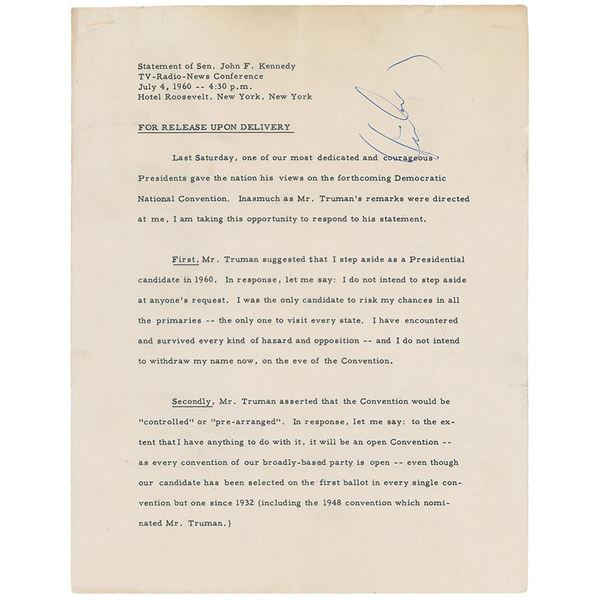 Statement of Sen. John F. Kennedy
TV-Radio-News Conference
July 4, 1960 -- 4:30 p.m.
Hotel Roosevelt, New York, New York
FOR RELEASE UPON DELIVERY
Last Saturday, one of our most dedicated and courageous
Presidents gave the nation his views on the forthcoming Democratic
National Convention. Inasmuch as Mr. Truman's remarks were directed
at me, I am taking this opportunity to respond to his statement.
First, Mr. Truman suggested that I step aside as a Presidential
candidate in 1960. In response, let me say: I do not intend to step aside
at anyone's request. I was the only candidate to risk my chances in all
the primaries -- the only one to visit every state. I have encountered
and survived every kind of hazard and opposition -- and I do not intend
to withdraw my name now, on the eve of the Convention.
Secondly, Mr. Truman asserted that the Convention would be
"controlled" or "pre-arranged". In response, let me say: to the ex-
tent that I have anything to do with it, it will be an open Convention --
as every convention of our broadly-based party is open -- even though
our candidate has been selected on the first ballot in every single con-
vention but one since 1932 (including the 1948 convention which nomi-
nated Mr. Truman.)